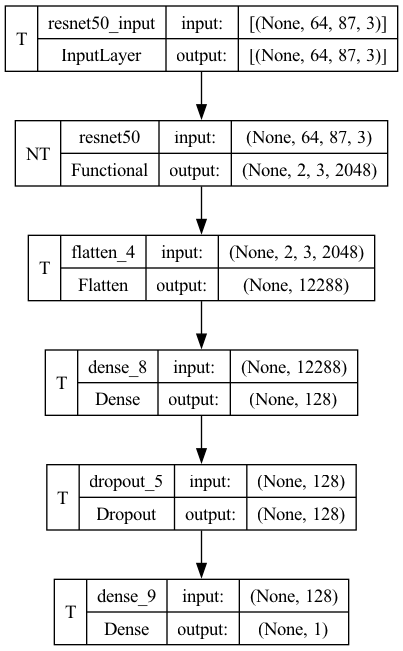 T resnet50_input input: [(None, 64, 87, 3)]
InputLayer output: [(None, 64, 87, 3)]
NT resnet50 input: (None, 64, 87, 3)
Functional output: (None, 2, 3, 2048)
T flatten_4 input: (None, 2, 3, 2048)
Flatten output: (None, 12288)
T dense_8 input: (None, 12288)
Dense output: (None, 128)
T dropout_5 input: (None, 128)
Dropout output: (None, 128)
T dense_9 input: (None, 128)
Dense output: (None, 1)